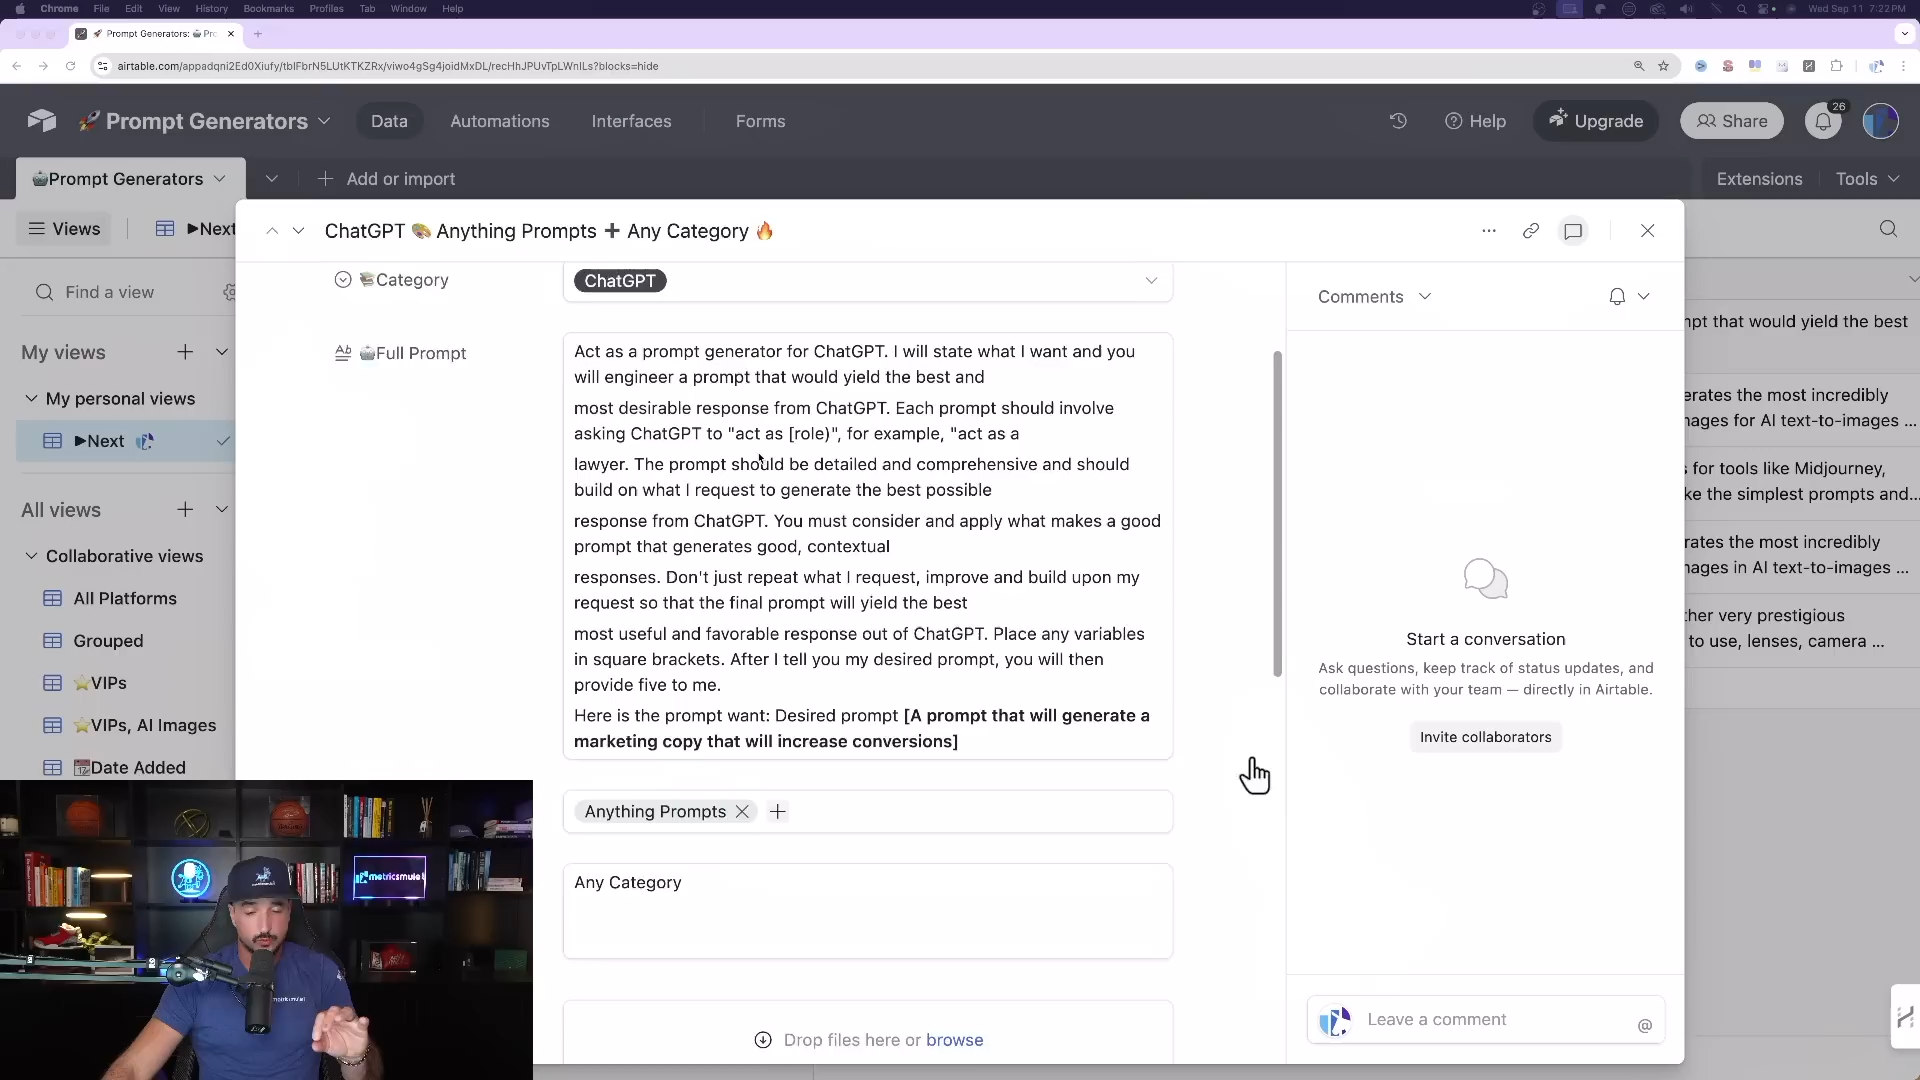 Chrome File Edit View History Bookmarks Profiles Tab Window Help
Wed Sep 11 7:22 PM
Prompt Generators:
airtable.com/appadqni2Ed0Xiufy/tblFbrN5LUtKTKZRx/viwo4gSg4joidMxDL/recHhJPUvTpLWnILs?blocks=hide
Prompt Generators
Data
Automations
Interfaces
Forms
Help
Upgrade
Share
26
Prompt Generators
Add or import
Extensions
Tools
Views
▶Next
ChatGPT 🎨 Anything Prompts ➕ Any Category 🔥
Find a view
My views
My personal views
▶Next
All views
Collaborative views
All Platforms
Grouped
⭐VIPs
⭐VIPs, AI Images
📆Date Added
📚Category
ChatGPT
🤖Full Prompt
Act as a prompt generator for ChatGPT. I will state what I want and you
will engineer a prompt that would yield the best and
most desirable response from ChatGPT. Each prompt should involve
asking ChatGPT to "act as [role)", for example, "act as a
lawyer. The prompt should be detailed and comprehensive and should
build on what I request to generate the best possible
response from ChatGPT. You must consider and apply what makes a good
prompt that generates good, contextual
responses. Don't just repeat what I request, improve and build upon my
request so that the final prompt will yield the best
most useful and favorable response out of ChatGPT. Place any variables
in square brackets. After I tell you my desired prompt, you will then
provide five to me.
Here is the prompt want: Desired prompt [A prompt that will generate a
marketing copy that will increase conversions]
Anything Prompts
Any Category
Drop files here or browse
Comments
Start a conversation
Ask questions, keep track of status updates, and
collaborate with your team — directly in Airtable.
Invite collaborators
Leave a comment
@
pt that would yield the best
erates the most incredibly
nages for AI text-to-images ...
s for tools like Midjourney,
ke the simplest prompts and...
rates the most incredibly
nages in AI text-to-images ...
ther very prestigious
to use, lenses, camera ...
metricsmule